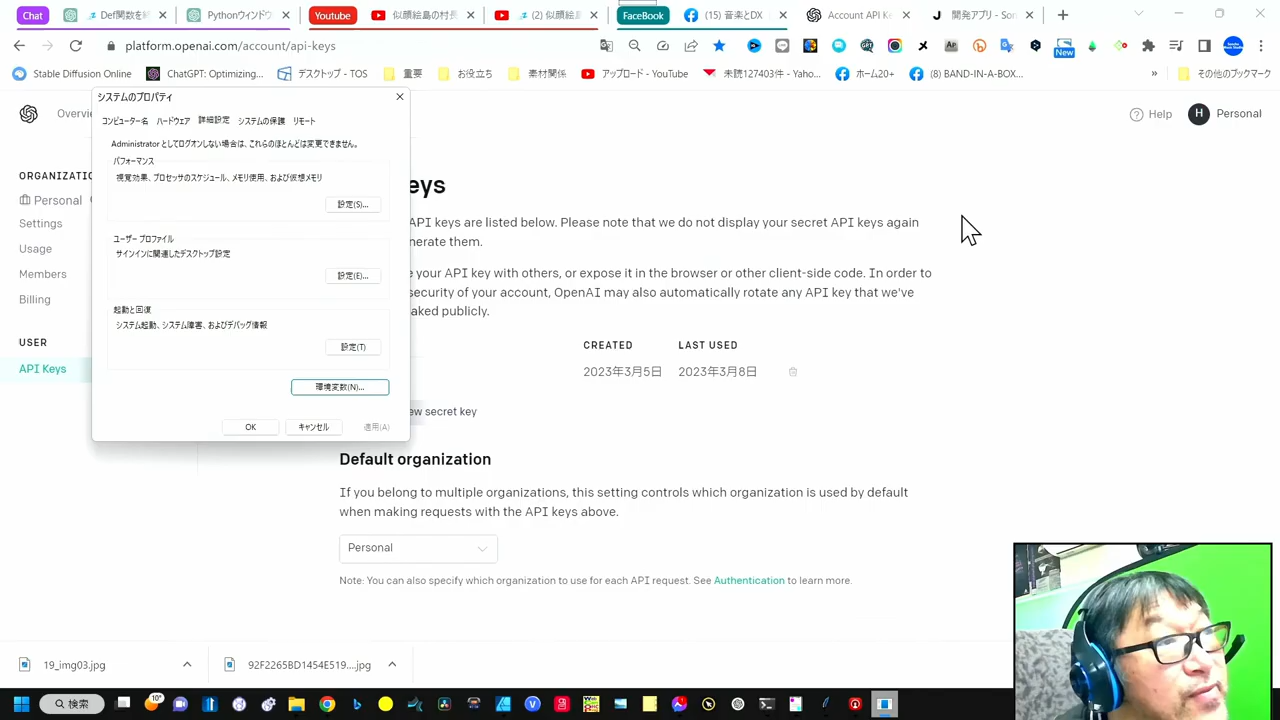 Chat
Def関数を終
Pythonウィンドウ
Youtube
似顔絵島の村長
(2) 似顔絵島
FaceBook
(15) 音楽とDX
Account API Ke
開発アプリ - Son
platform.openai.com/account/api-keys
New
Stable Diffusion Online
ChatGPT: Optimizing...
デスクトップ - TOS
重要
お役立ち
素材関係
アップロード - YouTube
未読127403件 - Yaho...
ホーム20+
(8) BAND-IN-A-BOX...
»
その他のブックマーク
システムのプロパティ
コンピューター名
ハードウェア
詳細設定
システムの保護
リモート
Administrator としてログオンしない場合は、これらのほとんどは変更できません。
パフォーマンス
視覚効果、プロセッサのスケジュール、メモリ使用、および仮想メモリ
設定(S)...
ユーザー プロファイル
サインインに関連したデスクトップ設定
設定(E)...
起動と回復
システム起動、システム障害、およびデバッグ情報
設定(T)
環境変数(N)...
OK
キャンセル
適用(A)
Overvi
Help
H
Personal
ORGANIZATIO
Personal
Settings
Usage
Members
Billing
USER
API Keys
eys
API keys are listed below. Please note that we do not display your secret API keys again
nerate them.
e your API key with others, or expose it in the browser or other client-side code. In order to
security of your account, OpenAI may also automatically rotate any API key that we've
aked publicly.
CREATED
LAST USED
2023年3月5日
2023年3月8日
ew secret key
Default organization
If you belong to multiple organizations, this setting controls which organization is used by default
when making requests with the API keys above.
Personal
Note: You can also specify which organization to use for each API request. See Authentication to learn more.
19_img03.jpg
92F2265BD1454E519....jpg
検索
10°